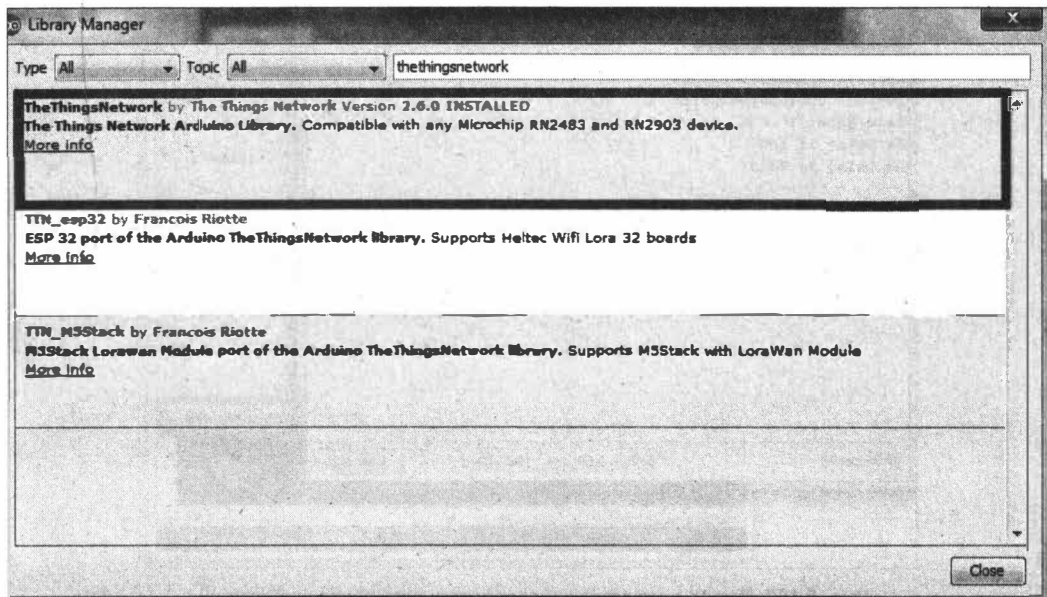 Library Manager
Type All Topic All thethingsnetwork
TheThingsNetwork by The Things Network Version 2.6.0 INSTALLED
The Things Network Arduino Library. Compatible with any Microchip RN2483 and RN2903 device.
More info
TTN_esp32 by Francois Riotte
ESP 32 port of the Arduino TheThingsNetwork library. Supports Heltec Wifi Lora 32 boards
More info
TTN_M5Stack by Francois Riotte
M5Stack Lorawan Module port of the Arduino TheThingsNetwork library. Supports M5Stack with LoraWan Module
More info
Close